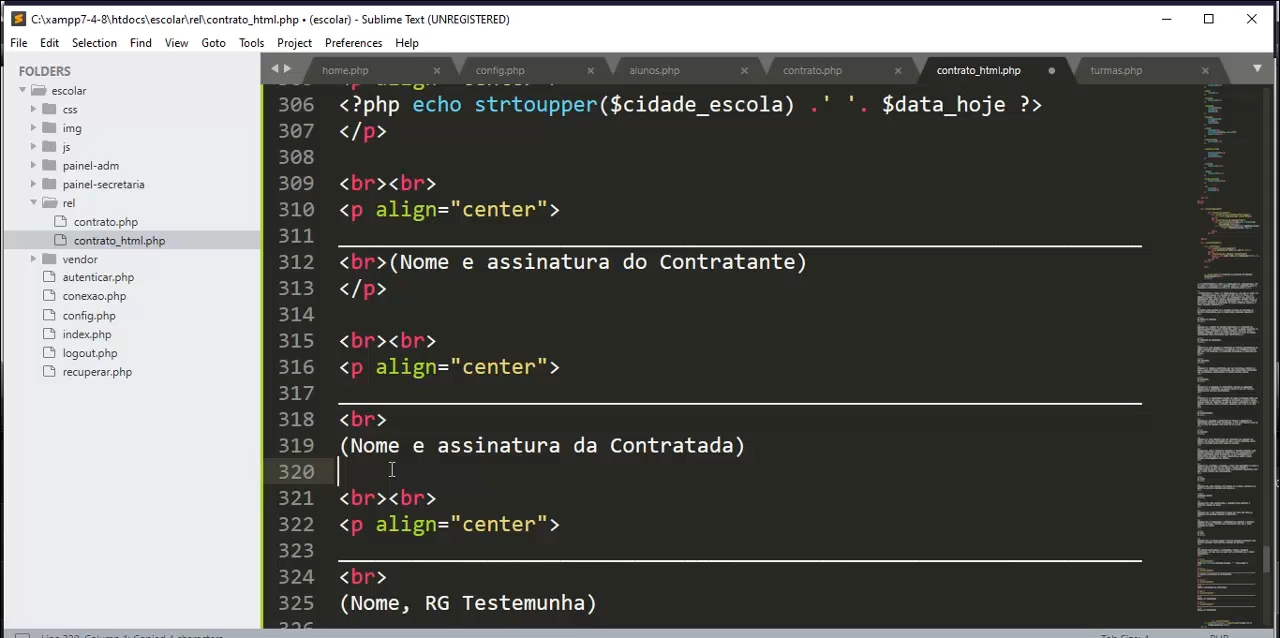 C:\xampp7-4-8\htdocs\escolar\rel\contrato_html.php • (escolar) - Sublime Text (UNREGISTERED)
File Edit Selection Find View Goto Tools Project Preferences Help
FOLDERS
escolar
css
img
js
painel-adm
painel-secretaria
rel
contrato.php
contrato_html.php
vendor
autenticar.php
conexao.php
config.php
index.php
logout.php
recuperar.php
home.php config.php alunos.php contrato.php contrato_html.php turmas.php
306 <?php echo strtoupper($cidade_escola) .' '. $data_hoje ?>
307 </p>
308
309 <br><br>
310 <p align="center">
311 __________________________________________________________________
312 <br>(Nome e assinatura do Contratante)
313 </p>
314
315 <br><br>
316 <p align="center">
317 __________________________________________________________________
318 <br>
319 (Nome e assinatura da Contratada)
320
321 <br><br>
322 <p align="center">
323 __________________________________________________________________
324 <br>
325 (Nome, RG Testemunha)